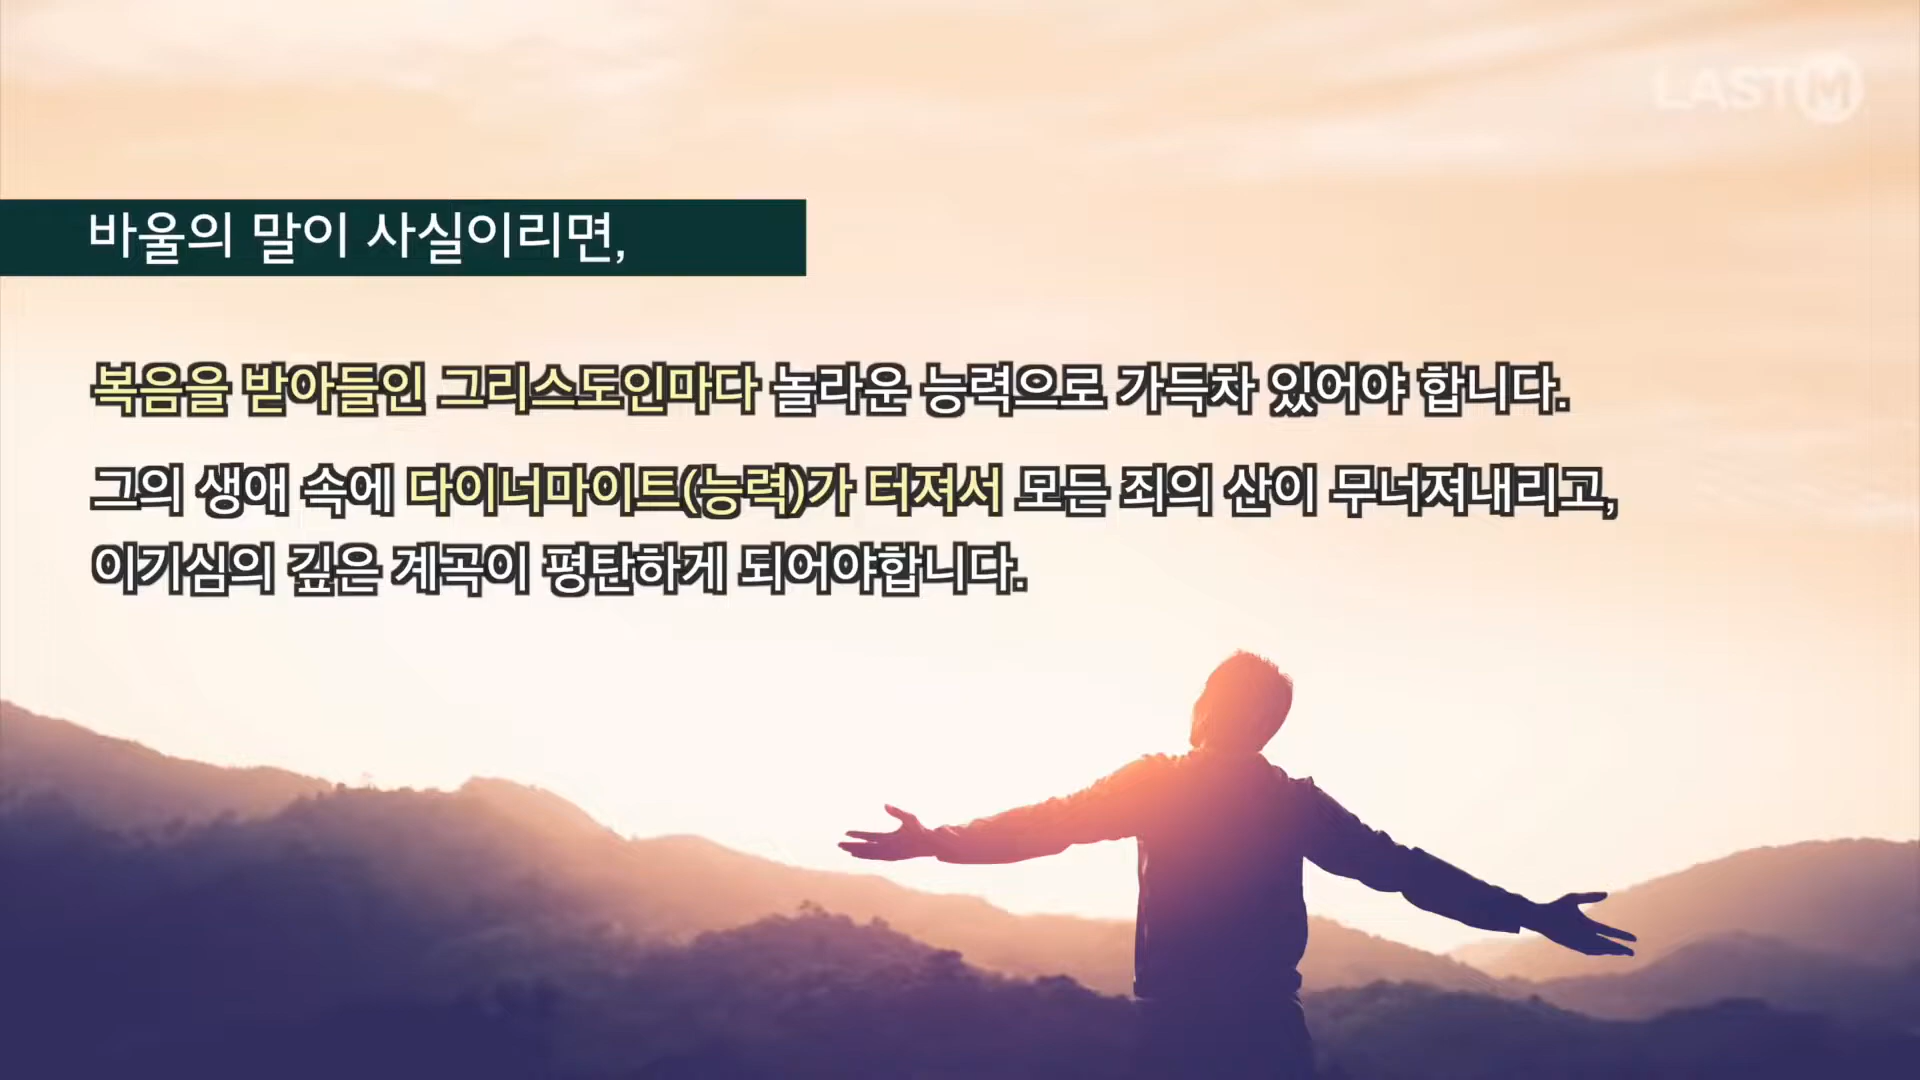 LAST M
바울의 말이 사실이리면,
복음을 받아들인 그리스도인마다 놀라운 능력으로 가득차 있어야 합니다.
그의 생애 속에 다이너마이트(능력)가 터져서 모든 죄의 산이 무너져내리고,
이기심의 깊은 계곡이 평탄하게 되어야합니다.